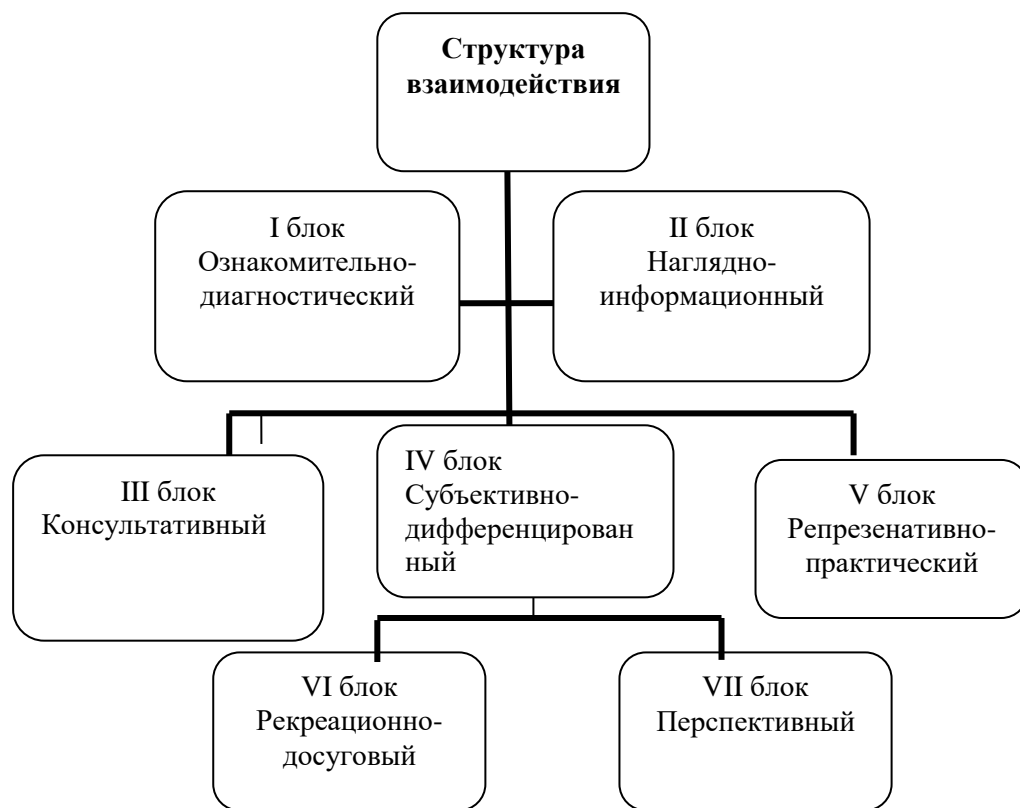 Структура
взаимодействия
I блок
Ознакомительно-
диагностический
II блок
Наглядно-
информационный
III блок
Консультативный
IV блок
Субъективно-
дифференцирован
ный
V блок
Репрезенативно-
практический
VI блок
Рекреационно-
досуговый
VII блок
Перспективный